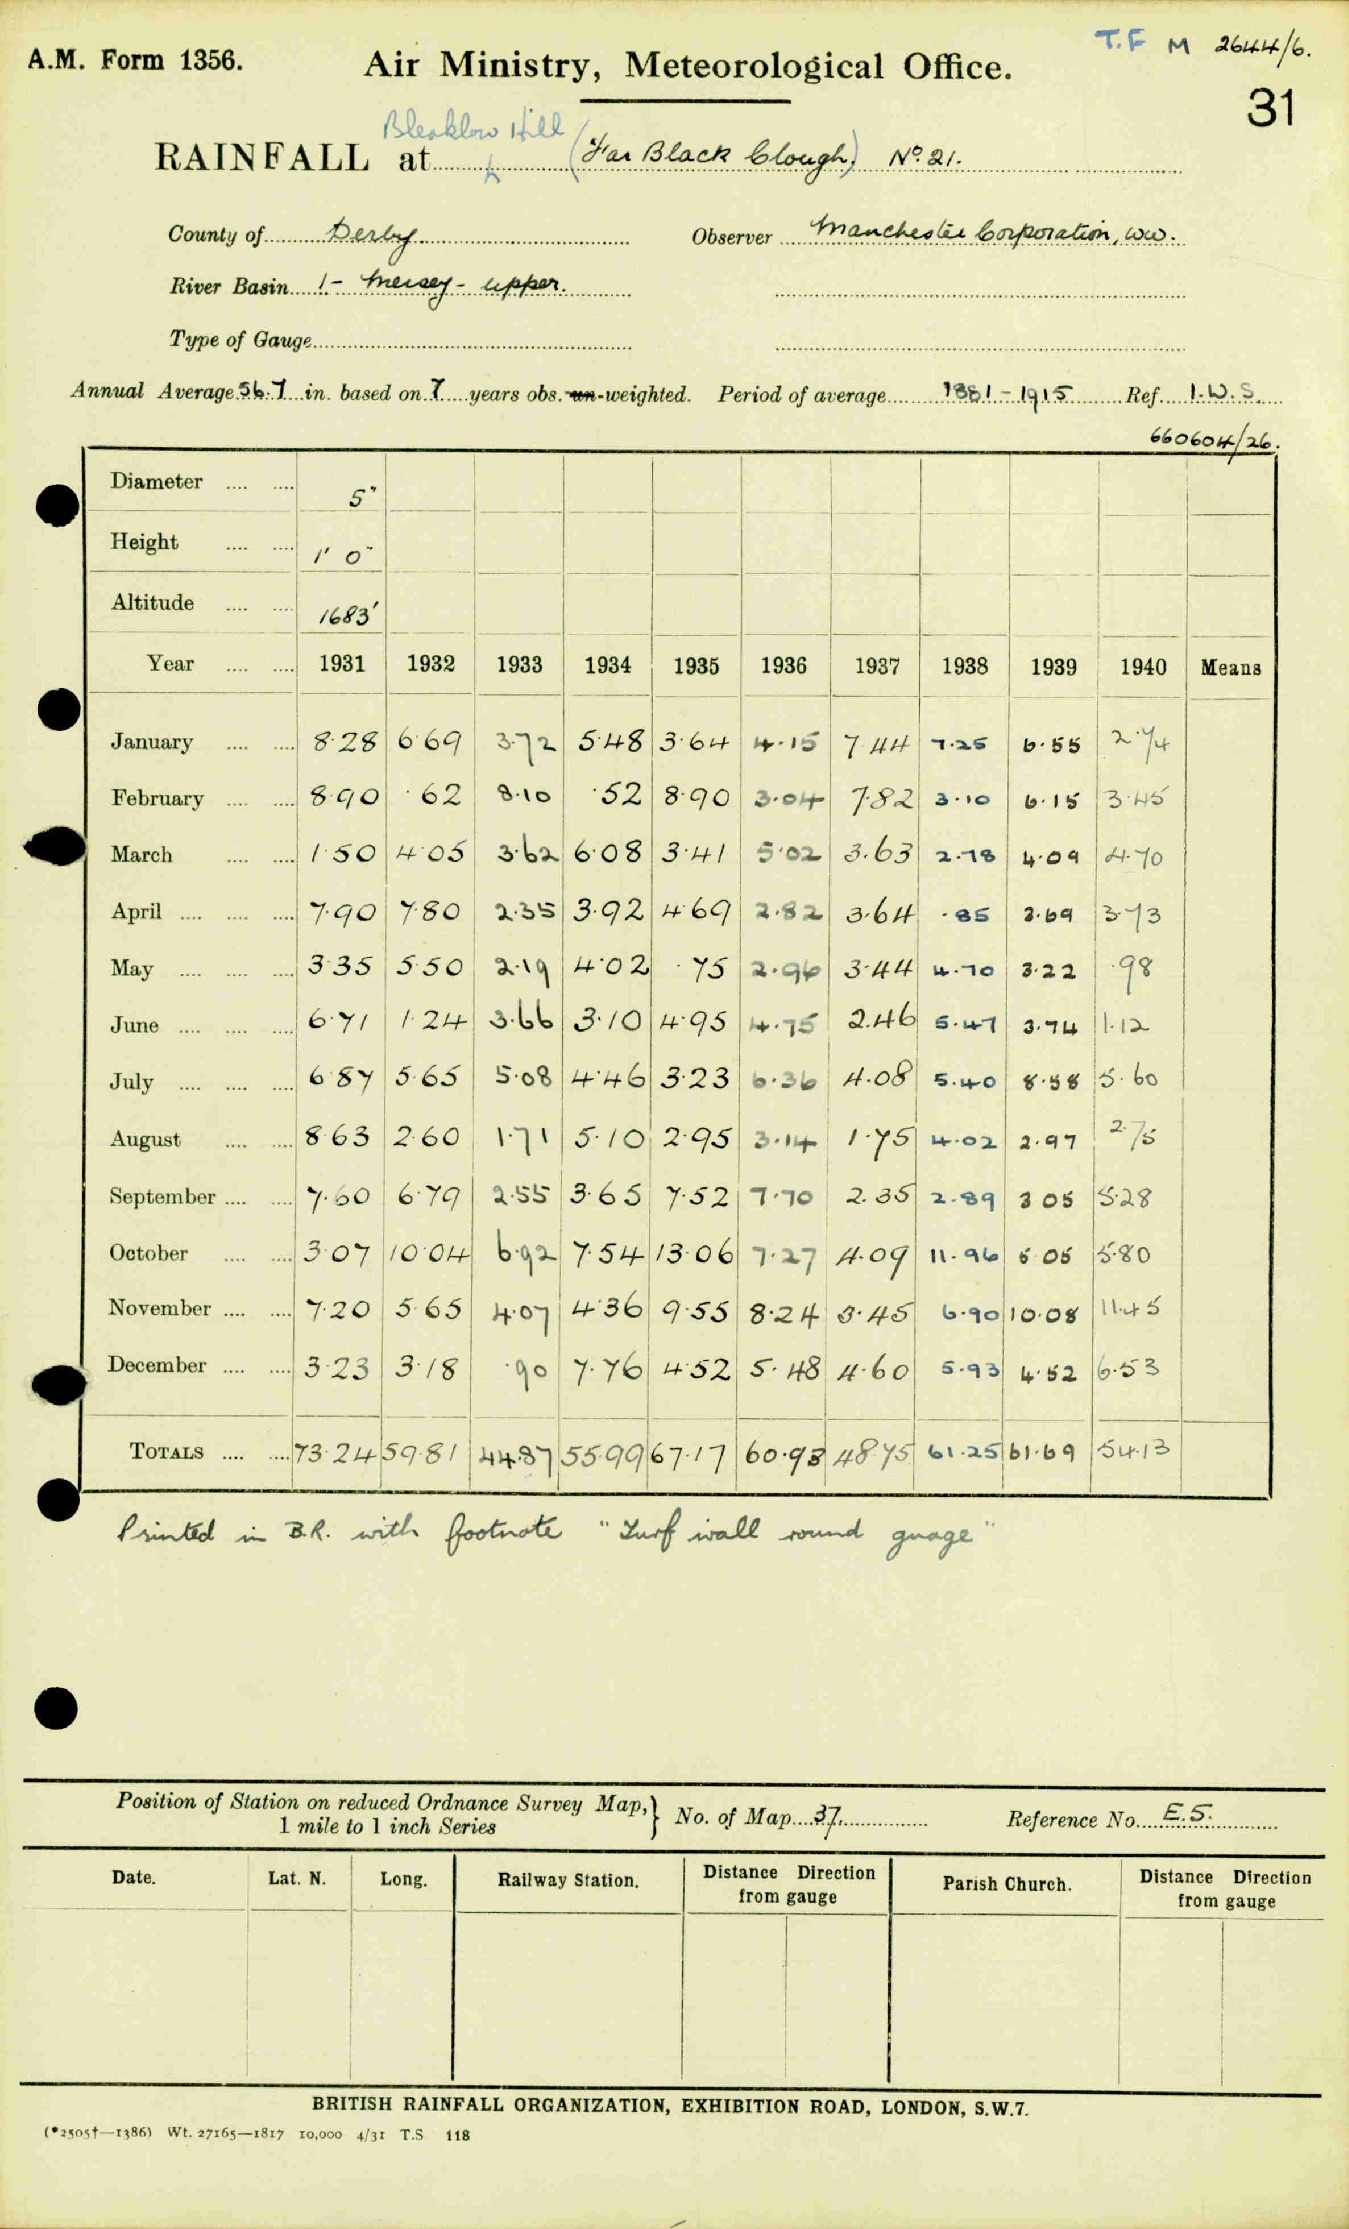 T.F M 2644/6.
A.M. Form 1356. Air Ministry, Meteorological Office.
31
Bleaklow Hill
RAINFALL at (Far Black Clough) No. 21.
County of Derby Observer Manchester Corporation, WW.
River Basin 1 - Mersey - upper.
Type of Gauge
Annual Average 56.7 in. based on 7 years obs. un-weighted. Period of average 1881-1915 Ref. I.W.S.
660604/26.
Diameter .... .... 5"
Height .... .... 1' 0"
Altitude .... .... 1683'
Year .... .... 1931 1932 1933 1934 1935 1936 1937 1938 1939 1940 Means
January .... .... 8.28 6.69 3.72 5.48 3.64 4.15 7.44 7.25 6.55 2.74
February .... .... 8.90 .62 8.10 .52 8.90 3.04 7.82 3.10 6.15 3.45
March .... .... 1.50 4.05 3.62 6.08 3.41 5.02 3.63 2.78 4.09 4.70
April .... .... .... 7.90 7.80 2.35 3.92 4.69 2.82 3.64 .85 3.69 3.73
May .... .... .... 3.35 5.50 2.19 4.02 .75 2.96 3.44 4.70 3.22 .98
June .... .... .... 6.71 1.24 3.66 3.10 4.95 4.75 2.46 5.47 3.74 1.12
July .... .... .... 6.87 5.65 5.08 4.46 3.23 6.36 4.08 5.40 8.58 5.60
August .... .... 8.63 2.60 1.71 5.10 2.95 3.14 1.75 4.02 2.97 2.75
September .... .... 7.60 6.79 2.55 3.65 7.52 7.70 2.35 2.89 3.05 5.28
October .... .... 3.07 10.04 6.92 7.54 13.06 7.27 4.09 11.96 5.05 5.80
November .... .... 7.20 5.65 4.07 4.36 9.55 8.24 3.45 6.90 10.08 11.45
December .... .... 3.23 3.18 .90 7.76 4.52 5.48 4.60 5.93 4.52 6.53
TOTALS .... .... 73.24 59.81 44.87 55.99 67.17 60.93 48.75 61.25 61.69 54.13
Printed in B.R. with footnote "Turf wall round guage"
Position of Station on reduced Ordnance Survey Map, } No. of Map 37. Reference No. E.5.
1 mile to 1 inch Series
Date. Lat. N. Long. Railway Station. Distance Direction from gauge Parish Church. Distance Direction from gauge
BRITISH RAINFALL ORGANIZATION, EXHIBITION ROAD, LONDON, S.W.7.
(*2505†—1386) Wt. 27165—1817 10,000 4/31 T.S 118